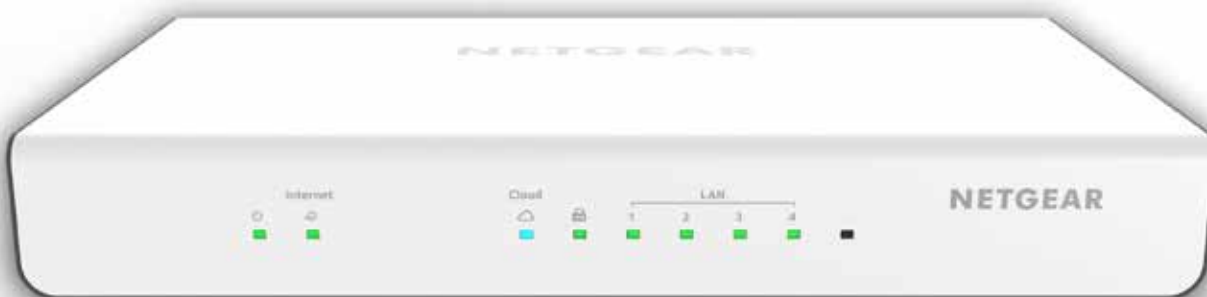 NETGEAR
Internet
Cloud
LAN
1 2 3 4
NETGEAR